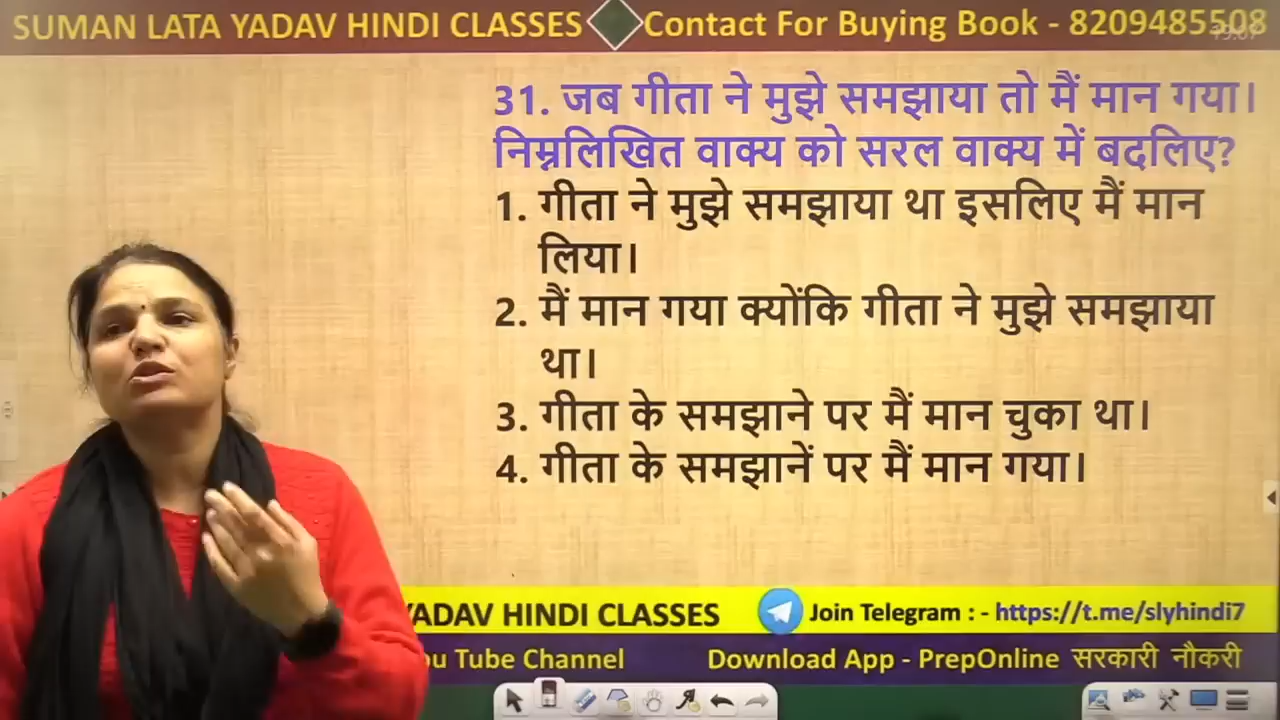 SUMAN LATA YADAV HINDI CLASSES Contact For Buying Book - 8209485508
31. जब गीता ने मुझे समझाया तो मैं मान गया।
निम्नलिखित वाक्य को सरल वाक्य में बदलिए?
1. गीता ने मुझे समझाया था इसलिए मैं मान
लिया।
2. मैं मान गया क्योंकि गीता ने मुझे समझाया
था।
3. गीता के समझाने पर मैं मान चुका था।
4. गीता के समझानें पर मैं मान गया।
YADAV HINDI CLASSES Join Telegram : - https://t.me/slyhindi7
ou Tube Channel Download App - PrepOnline सरकारी नौकरी